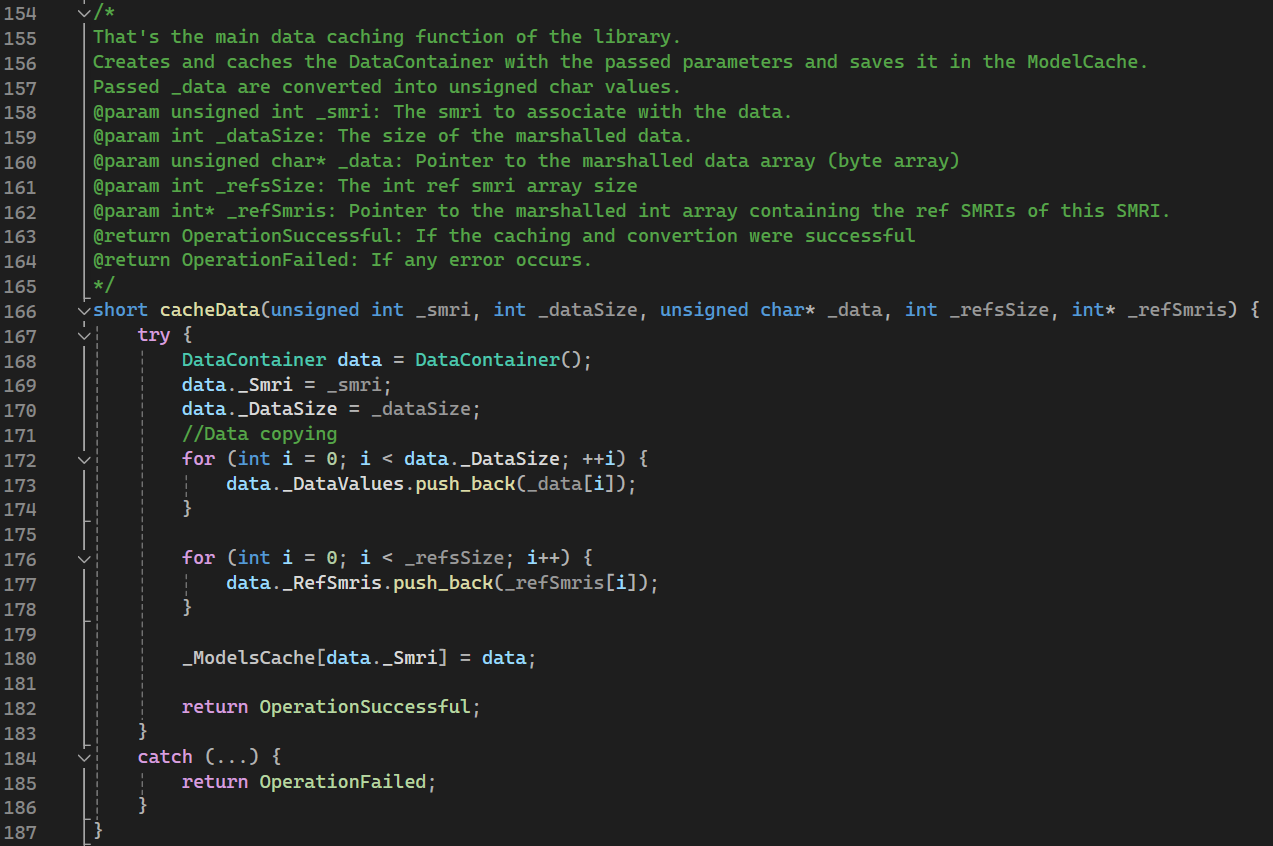 154 /*
155 That's the main data caching function of the library.
156 Creates and caches the DataContainer with the passed parameters and saves it in the ModelCache.
157 Passed _data are converted into unsigned char values.
158 @param unsigned int _smri: The smri to associate with the data.
159 @param int _dataSize: The size of the marshalled data.
160 @param unsigned char* _data: Pointer to the marshalled data array (byte array)
161 @param int _refsSize: The int ref smri array size
162 @param int* _refSmris: Pointer to the marshalled int array containing the ref SMRIs of this SMRI.
163 @return OperationSuccessful: If the caching and convertion were successful
164 @return OperationFailed: If any error occurs.
165 */
166 short cacheData(unsigned int _smri, int _dataSize, unsigned char* _data, int _refsSize, int* _refSmris) {
167     try {
168         DataContainer data = DataContainer();
169         data._Smri = _smri;
170         data._DataSize = _dataSize;
171         //Data copying
172         for (int i = 0; i < data._DataSize; ++i) {
173             data._DataValues.push_back(_data[i]);
174         }
175
176         for (int i = 0; i < _refsSize; i++) {
177             data._RefSmris.push_back(_refSmris[i]);
178         }
179
180         _ModelsCache[data._Smri] = data;
181
182         return OperationSuccessful;
183     }
184     catch (...) {
185         return OperationFailed;
186     }
187 }